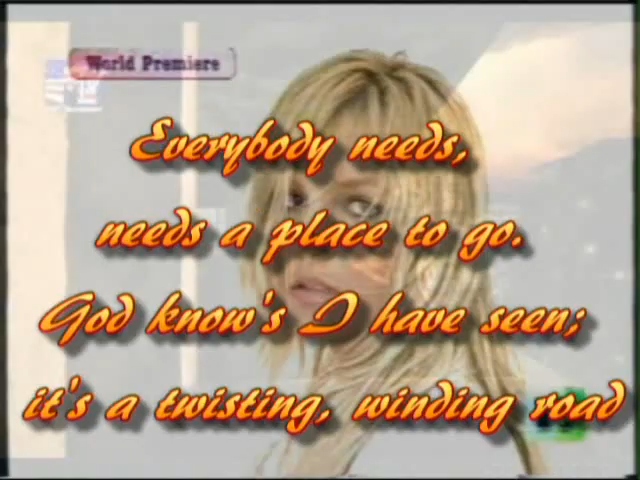 World Premiere
Everybody needs,
needs a place to go.
God know's I have seen;
it's a twisting, winding road